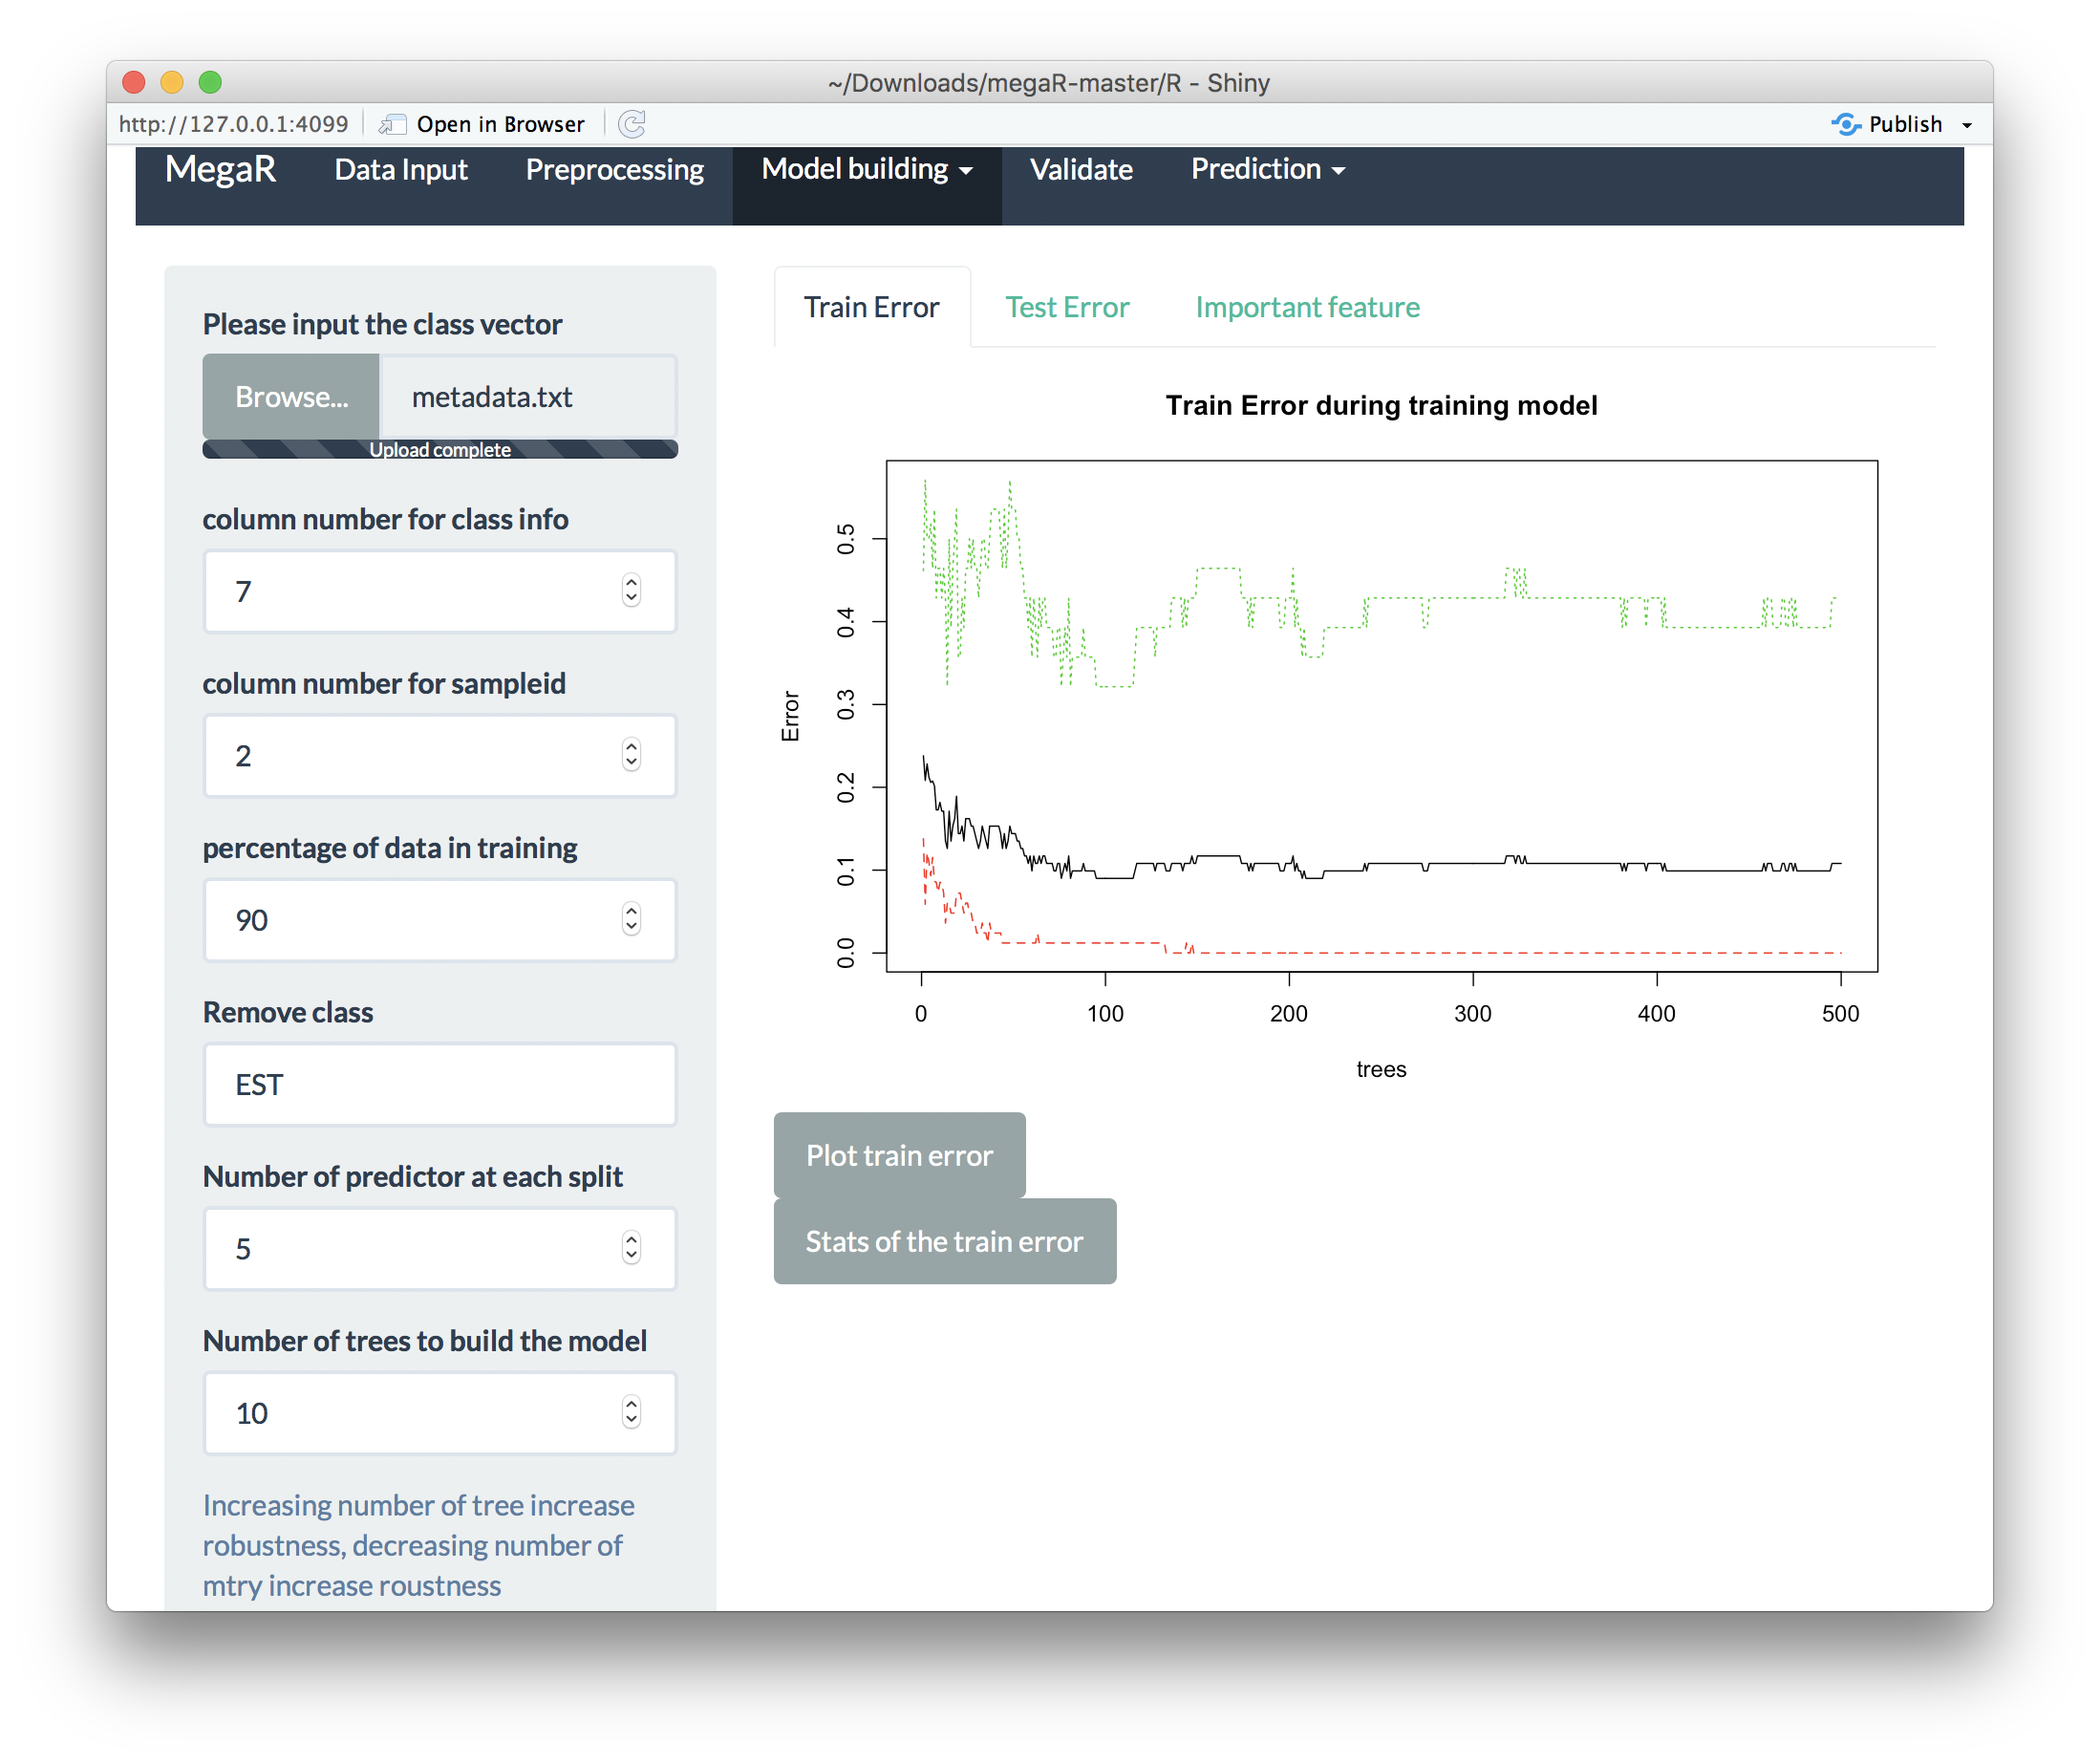 ~/Downloads/megaR-master/R - Shiny
http://127.0.0.1:4099 Open in Browser Publish
MegaR Data Input Preprocessing Model building Validate Prediction
Please input the class vector
Browse... metadata.txt
Upload complete
column number for class info
7
column number for sampleid
2
percentage of data in training
90
Remove class
EST
Number of predictor at each split
5
Number of trees to build the model
10
Increasing number of tree increase
robustness, decreasing number of
mtry increase roustness
Train Error Test Error Important feature
Train Error during training model
Error
0.5
0.4
0.3
0.2
0.1
0.0
0 100 200 300 400 500
trees
Plot train error
Stats of the train error